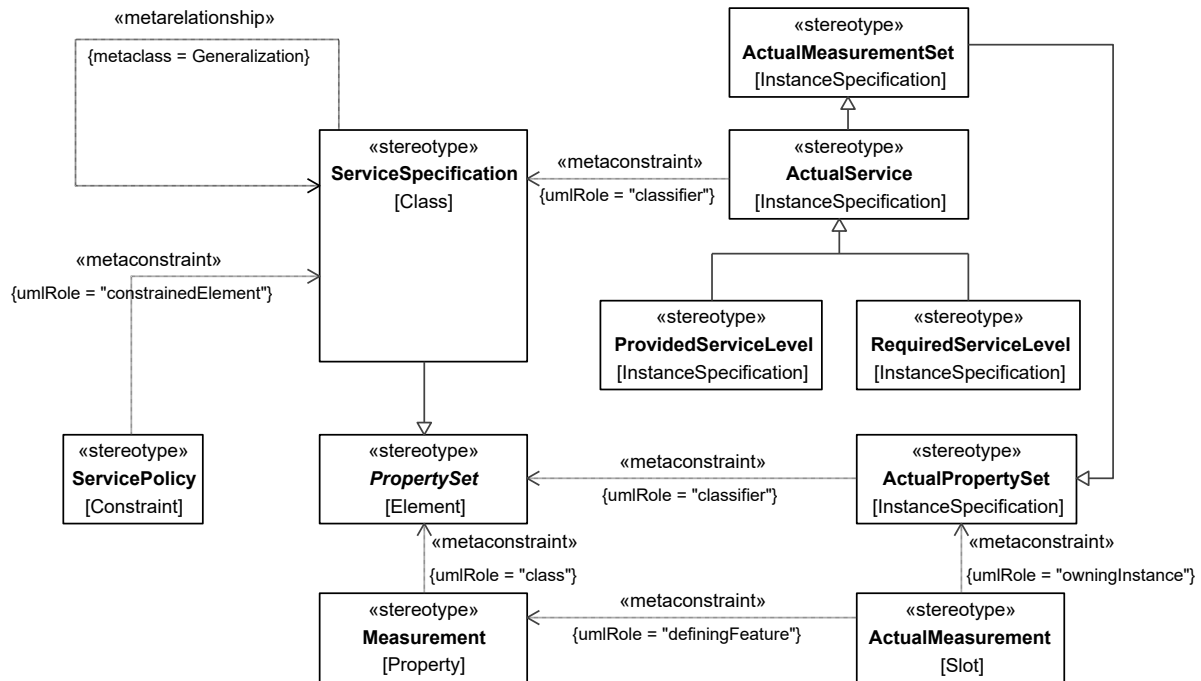 «metarelationship»
{metaclass = Generalization}
«stereotype»
ActualMeasurementSet
[InstanceSpecification]
«stereotype»
ServiceSpecification
[Class]
«metaconstraint»
{umlRole = "classifier"}
«stereotype»
ActualService
[InstanceSpecification]
«metaconstraint»
{umlRole = "constrainedElement"}
«stereotype»
ProvidedServiceLevel
[InstanceSpecification]
«stereotype»
RequiredServiceLevel
[InstanceSpecification]
«stereotype»
ServicePolicy
[Constraint]
«stereotype»
PropertySet
[Element]
«metaconstraint»
{umlRole = "classifier"}
«stereotype»
ActualPropertySet
[InstanceSpecification]
«metaconstraint»
{umlRole = "class"}
«metaconstraint»
{umlRole = "owningInstance"}
«stereotype»
Measurement
[Property]
«metaconstraint»
{umlRole = "definingFeature"}
«stereotype»
ActualMeasurement
[Slot]